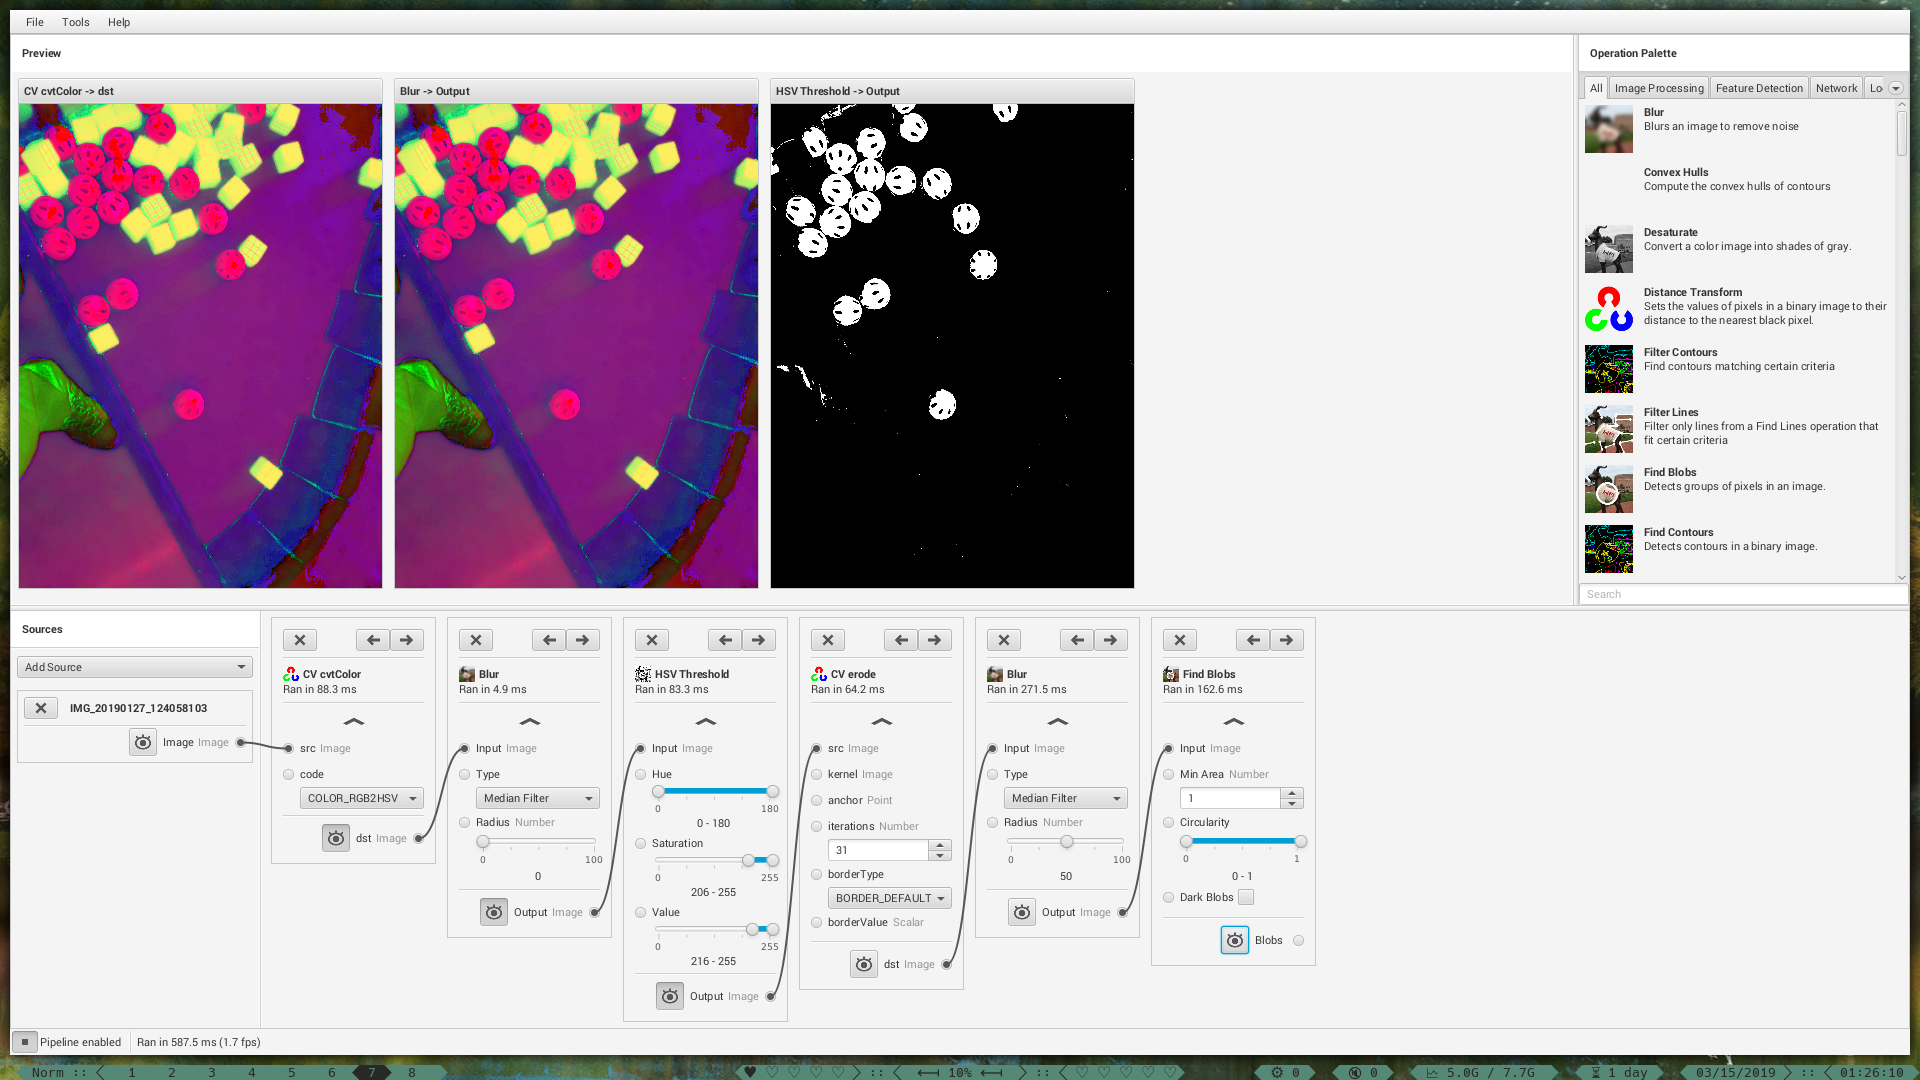 File Tools Help
Preview
CV cvtColor -> dst
Blur -> Output
HSV Threshold -> Output
Operation Palette
All Image Processing Feature Detection Network Lo
Blur
Blurs an image to remove noise
Convex Hulls
Compute the convex hulls of contours
Desaturate
Convert a color image into shades of gray.
Distance Transform
Sets the values of pixels in a binary image to their
distance to the nearest black pixel.
Filter Contours
Find contours matching certain criteria
Filter Lines
Filter only lines from a Find Lines operation that
fit certain criteria
Find Blobs
Detects groups of pixels in an image.
Find Contours
Detects contours in a binary image.
Search
Sources
Add Source
IMG_20190127_124058103
Image Image
CV cvtColor
Ran in 88.3 ms
src Image
code
COLOR_RGB2HSV
dst Image
Blur
Ran in 4.9 ms
Input Image
Type
Median Filter
Radius Number
0 100
0
Output Image
HSV Threshold
Ran in 83.3 ms
Input Image
Hue
0 180
0 - 180
Saturation
0 255
206 - 255
Value
0 255
216 - 255
Output Image
CV erode
Ran in 64.2 ms
src Image
kernel Image
anchor Point
iterations Number
31
borderType
BORDER_DEFAULT
borderValue Scalar
dst Image
Blur
Ran in 271.5 ms
Input Image
Type
Median Filter
Radius Number
0 100
50
Output Image
Find Blobs
Ran in 162.6 ms
Input Image
Min Area Number
1
Circularity
0 1
0 - 1
Dark Blobs
Blobs
Pipeline enabled Ran in 587.5 ms (1.7 fps)
Norm :: 1 2 3 4 5 6 7 8 :: 10% :: 0 0 5.0G / 7.7G 1 day 03/15/2019 :: 01:26:10